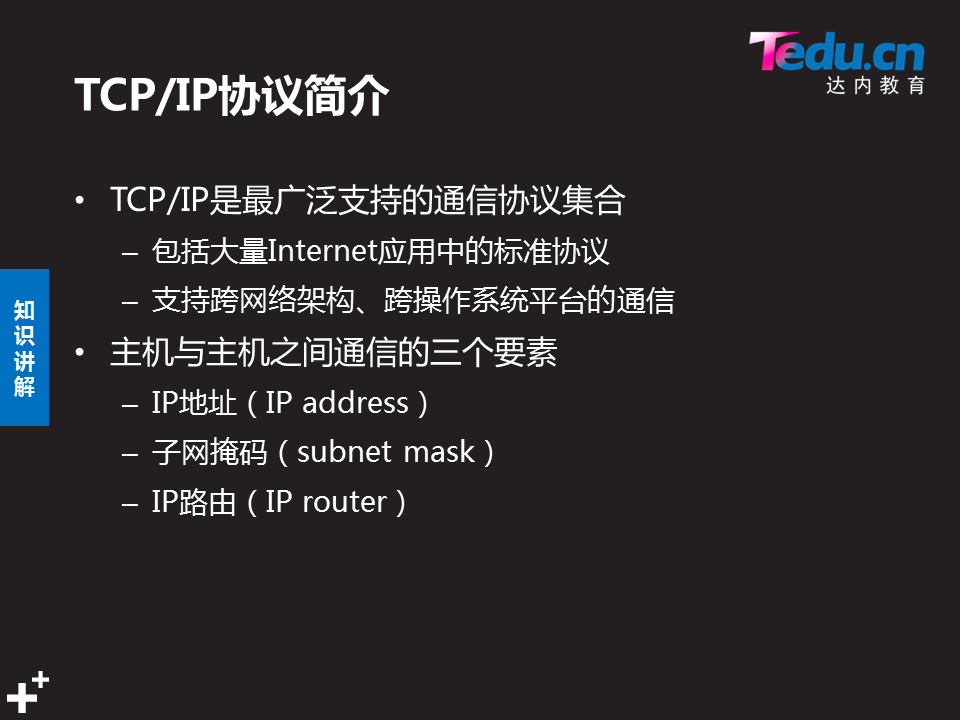 Tedu.cn
达内教育
TCP/IP协议简介
• TCP/IP是最广泛支持的通信协议集合
– 包括大量Internet应用中的标准协议
– 支持跨网络架构、跨操作系统平台的通信
• 主机与主机之间通信的三个要素
– IP地址（IP address）
– 子网掩码（subnet mask）
– IP路由（IP router）
知
识
讲
解